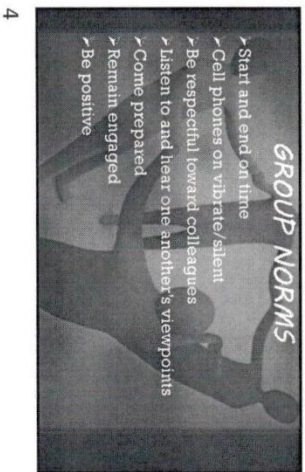 GROUP NORMS
➤ Start and end on time
➤ Cell phones on vibrate/silent
➤ Be respectful toward colleagues
➤ Listen to and hear one another's viewpoints
➤ Come prepared
➤ Remain engaged
➤ Be positive
4